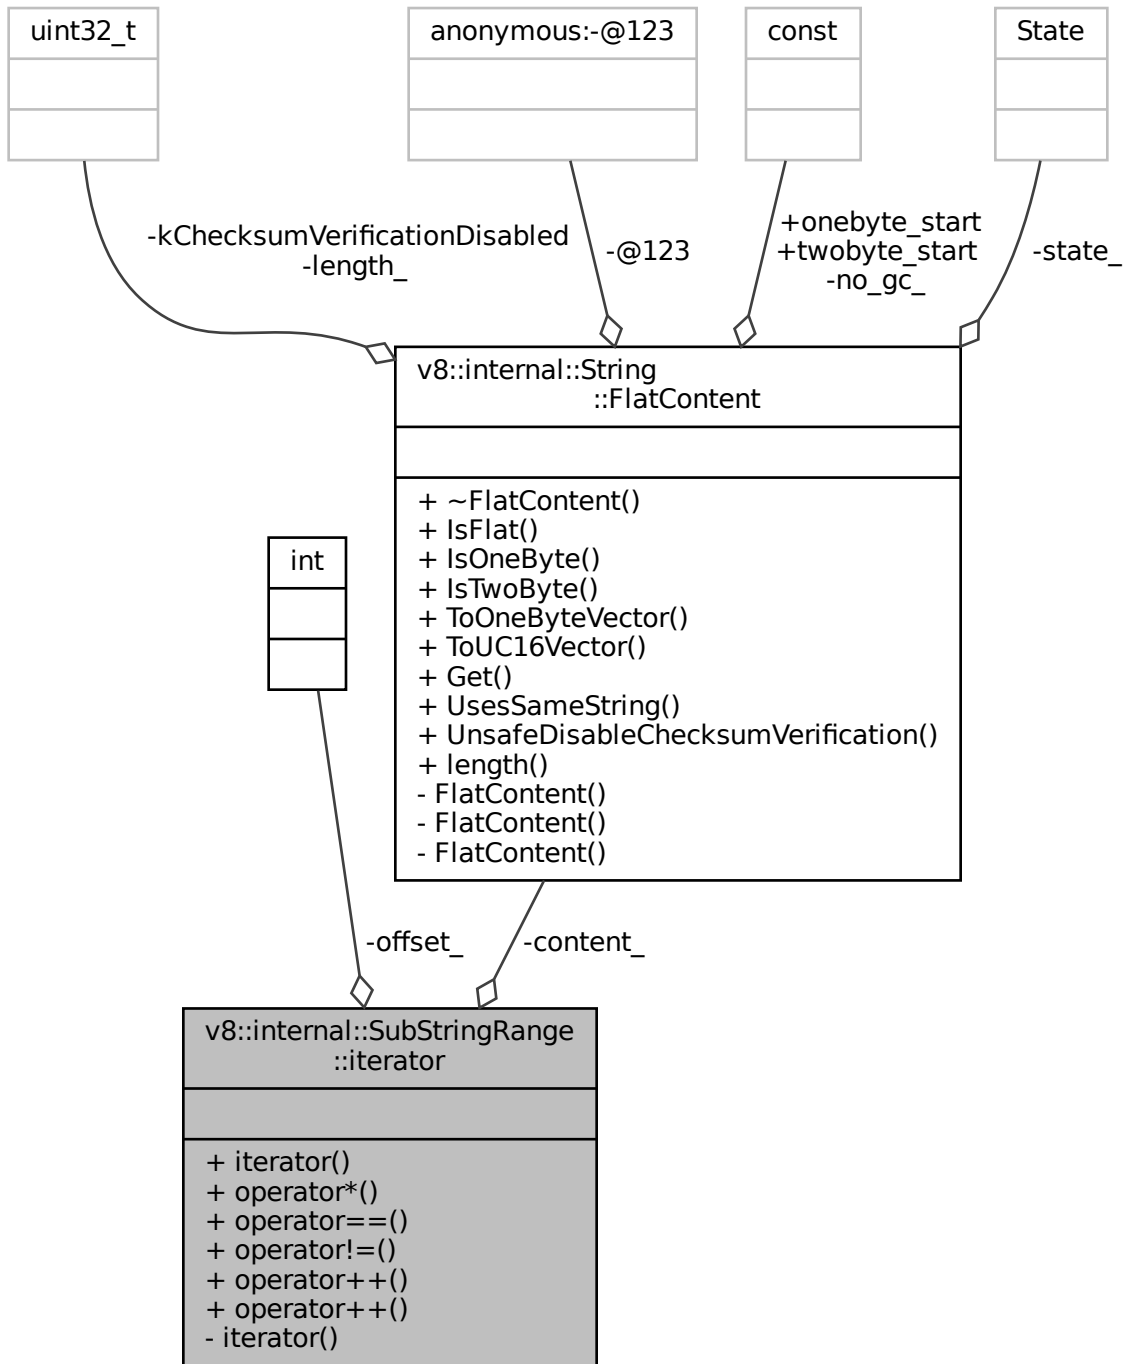 uint32_t
anonymous:-@123
const
State
-kChecksumVerificationDisabled
-length_
-@123
+onebyte_start
+twobyte_start
-no_gc_
-state_
v8::internal::String
::FlatContent
+ ~FlatContent()
+ IsFlat()
+ IsOneByte()
+ IsTwoByte()
+ ToOneByteVector()
+ ToUC16Vector()
+ Get()
+ UsesSameString()
+ UnsafeDisableChecksumVerification()
+ length()
- FlatContent()
- FlatContent()
- FlatContent()
int
-offset_
-content_
v8::internal::SubStringRange
::iterator
+ iterator()
+ operator*()
+ operator==()
+ operator!=()
+ operator++()
+ operator++()
- iterator()